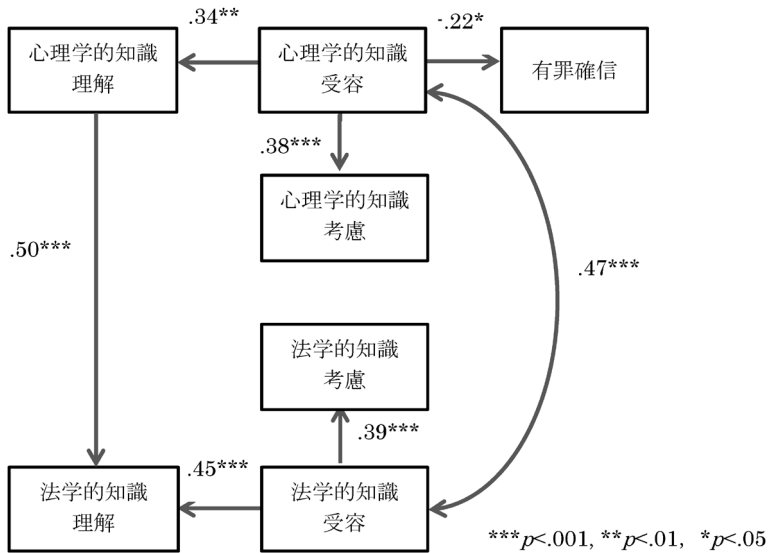 .34**
-.22*
心理学的知識
理解
心理学的知識
受容
有罪確信
.38***
心理学的知識
考慮
.50***
.47***
法学的知識
考慮
.39***
.45***
法学的知識
理解
法学的知識
受容
***p<.001, **p<.01, *p<.05